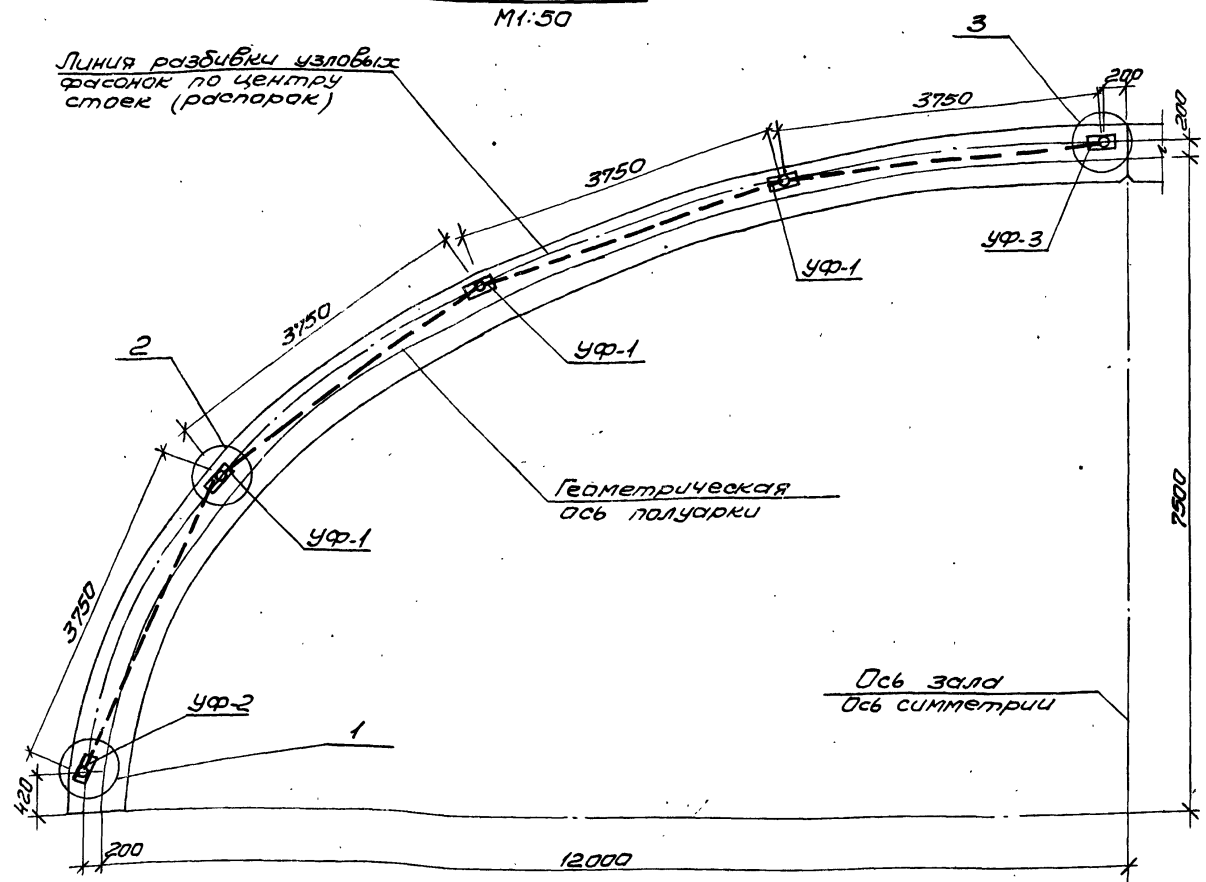 М1:50
3
Линия разбивки узловых
фасонок по центру
стоек (распорок)
200
3750
200
3750
УФ-3
УФ-1
3750
2
УФ-1
Геометрическая
ось полуарки
7500
УФ-1
3750
Ось зала
Ось симметрии
УФ-2
1
420
200
12000